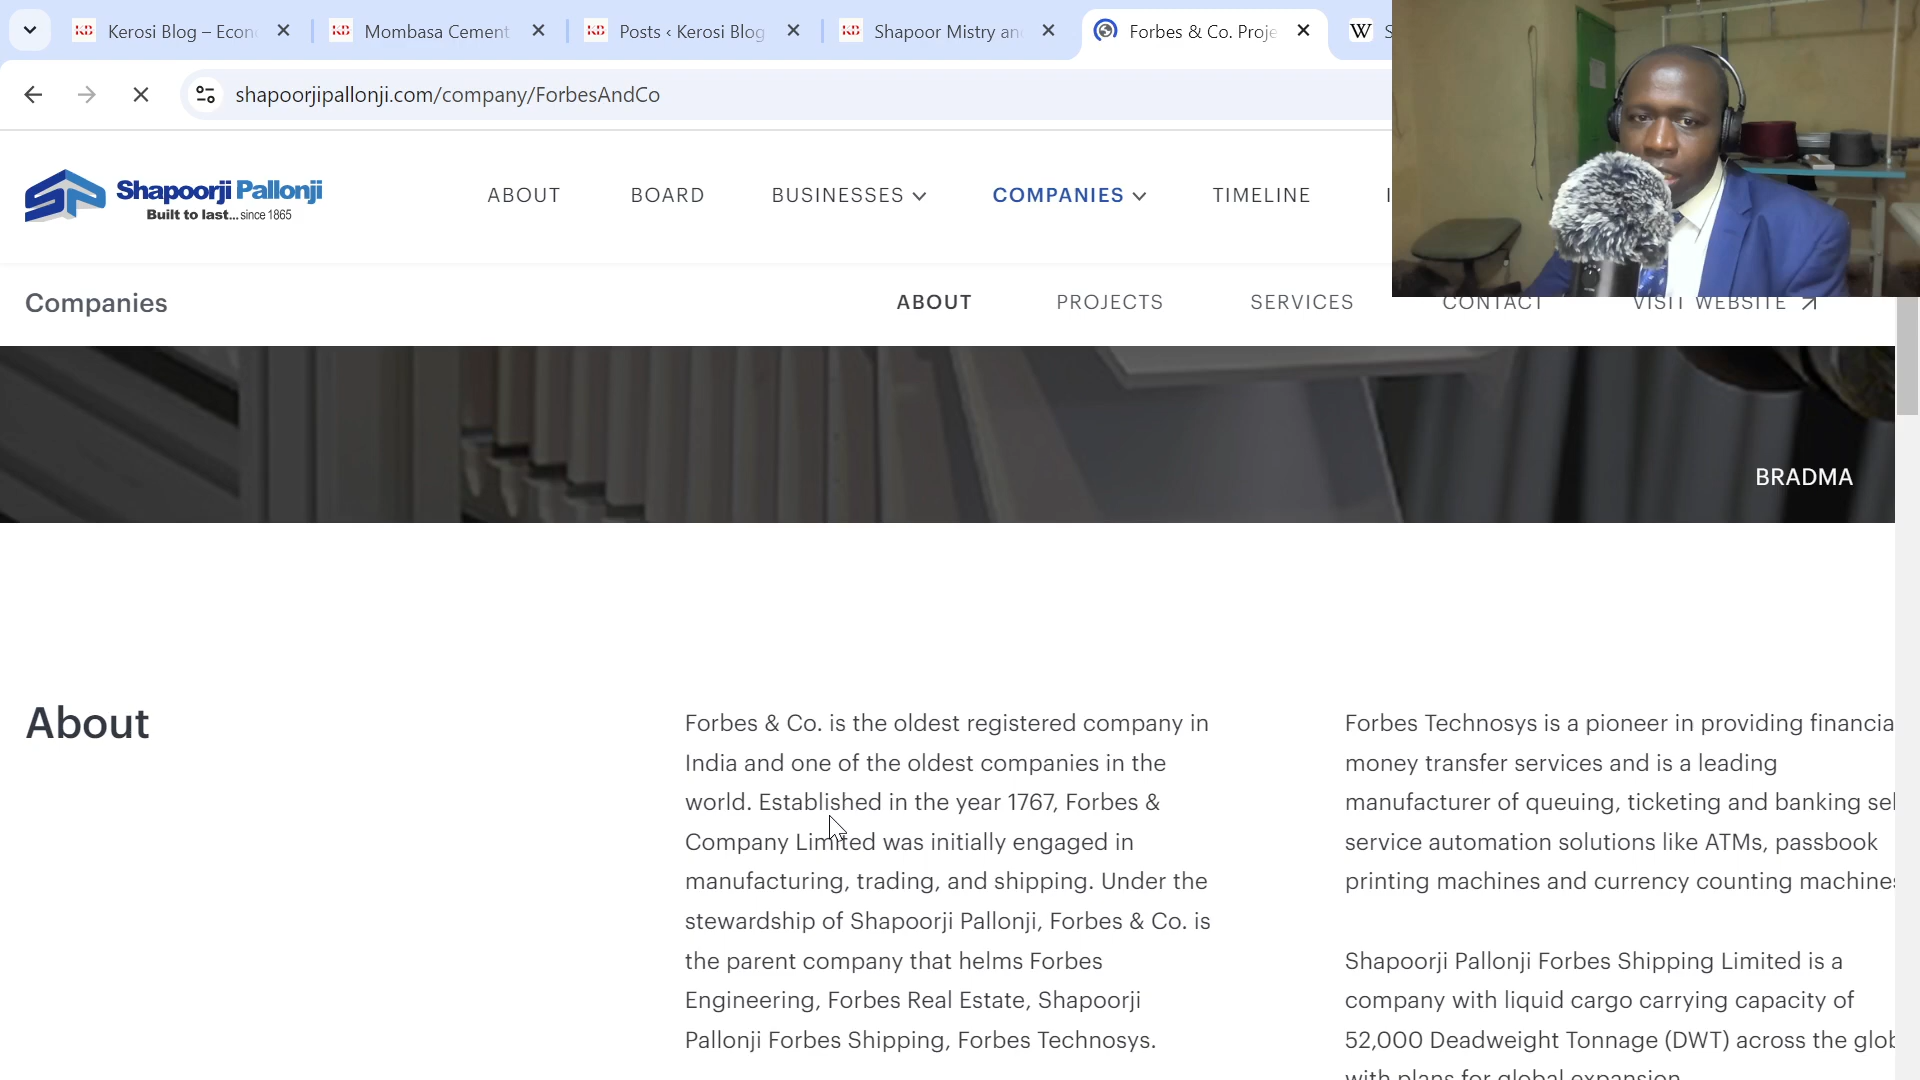 Kerosi Blog – Econ
Mombasa Cement
Posts ‹ Kerosi Blog
Shapoor Mistry an
Forbes & Co. Proje
W
shapoorjipallonji.com/company/ForbesAndCo
Shapoorji Pallonji
Built to last...since 1865
ABOUT
BOARD
BUSINESSES
COMPANIES
TIMELINE
Companies
ABOUT
PROJECTS
SERVICES
CONTACT
VISIT WEBSITE
BRADMA
About
Forbes & Co. is the oldest registered company in
India and one of the oldest companies in the
world. Established in the year 1767, Forbes &
Company Limited was initially engaged in
manufacturing, trading, and shipping. Under the
stewardship of Shapoorji Pallonji, Forbes & Co. is
the parent company that helms Forbes
Engineering, Forbes Real Estate, Shapoorji
Pallonji Forbes Shipping, Forbes Technosys.
Forbes Technosys is a pioneer in providing financia
money transfer services and is a leading
manufacturer of queuing, ticketing and banking sel
service automation solutions like ATMs, passbook
printing machines and currency counting machines
Shapoorji Pallonji Forbes Shipping Limited is a
company with liquid cargo carrying capacity of
52,000 Deadweight Tonnage (DWT) across the glob
with plans for global expansion.